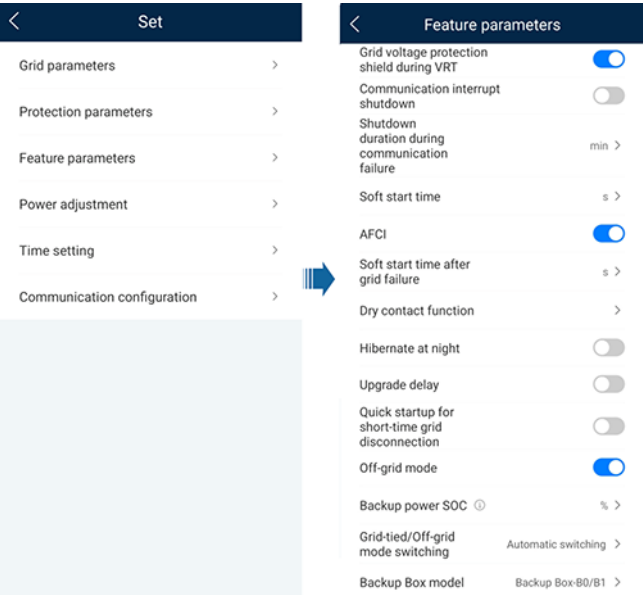 Set
Grid parameters
Protection parameters
Feature parameters
Power adjustment
Time setting
Communication configuration
Feature parameters
Grid voltage protection
shield during VRT
Communication interrupt
shutdown
Shutdown
duration during
communication
failure
min
Soft start time
s
AFCI
Soft start time after
grid failure
s
Dry contact function
Hibernate at night
Upgrade delay
Quick startup for
short-time grid
disconnection
Off-grid mode
Backup power SOC
%
Grid-tied/Off-grid
mode switching
Automatic switching
Backup Box model
Backup Box-B0/B1